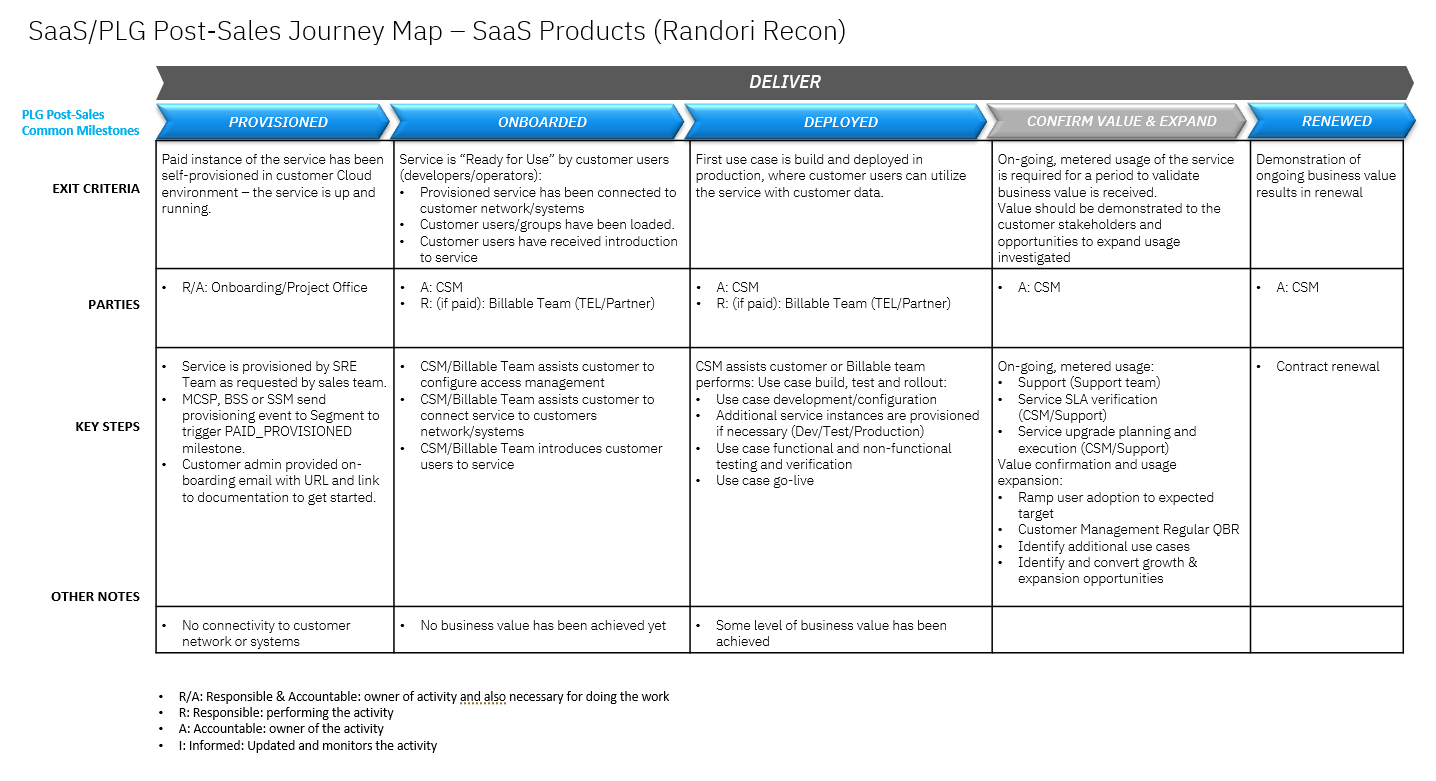 SaaS/PLG Post-Sales Journey Map – SaaS Products (Randori Recon)
DELIVER
PLG Post-Sales
Common Milestones
PROVISIONED
ONBOARDED
DEPLOYED
CONFIRM VALUE & EXPAND
RENEWED
EXIT CRITERIA
Paid instance of the service has been
self-provisioned in customer Cloud
environment – the service is up and
running.
Service is “Ready for Use” by customer users
(developers/operators):
• Provisioned service has been connected to
customer network/systems
• Customer users/groups have been loaded.
• Customer users have received introduction
to service
First use case is build and deployed in
production, where customer users can utilize
the service with customer data.
On-going, metered usage of the service
is required for a period to validate
business value is received.
Value should be demonstrated to the
customer stakeholders and
opportunities to expand usage
investigated
Demonstration of
ongoing business value
results in renewal
PARTIES
• R/A: Onboarding/Project Office
• A: CSM
• R: (if paid): Billable Team (TEL/Partner)
• A: CSM
• R: (if paid): Billable Team (TEL/Partner)
• A: CSM
• A: CSM
KEY STEPS
• Service is provisioned by SRE
Team as requested by sales team.
• MCSP, BSS or SSM send
provisioning event to Segment to
trigger PAID_PROVISIONED
milestone.
• Customer admin provided on-
boarding email with URL and link
to documentation to get started.
• CSM/Billable Team assists customer to
configure access management
• CSM/Billable Team assists customer to
connect service to customers
network/systems
• CSM/Billable Team introduces customer
users to service
CSM assists customer or Billable team
performs: Use case build, test and rollout:
• Use case development/configuration
• Additional service instances are provisioned
if necessary (Dev/Test/Production)
• Use case functional and non-functional
testing and verification
• Use case go-live
On-going, metered usage:
• Support (Support team)
• Service SLA verification
(CSM/Support)
• Service upgrade planning and
execution (CSM/Support)
Value confirmation and usage
expansion:
• Ramp user adoption to expected
target
• Customer Management Regular QBR
• Identify additional use cases
• Identify and convert growth &
expansion opportunities
• Contract renewal
OTHER NOTES
• No connectivity to customer
network or systems
• No business value has been achieved yet
• Some level of business value has been
achieved
• R/A: Responsible & Accountable: owner of activity and also necessary for doing the work
• R: Responsible: performing the activity
• A: Accountable: owner of the activity
• I: Informed: Updated and monitors the activity